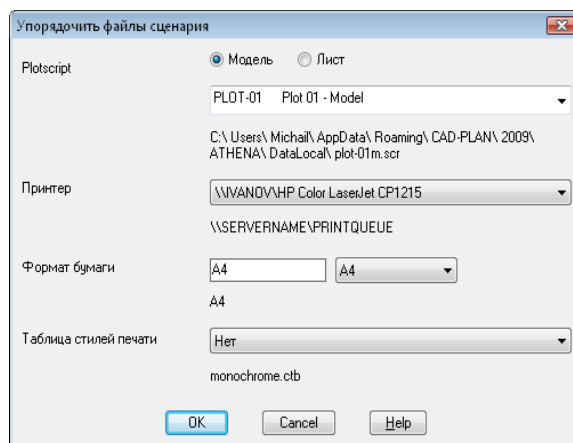 Упорядочить файлы сценария
Plotscript
Модель Лист
PLOT-01 Plot 01 - Model
C:\ Users\ Michail\ AppData\ Roaming\ CAD-PLAN\ 2009\
ATHENA\ DataLocal\ plot-01m.scr
Принтер
\\IVANOV\HP Color LaserJet CP1215
\\SERVERNAME\PRINTQUEUE
Формат бумаги
A4 A4
A4
Таблица стилей печати
Нет
monochrome.ctb
OK Cancel Help